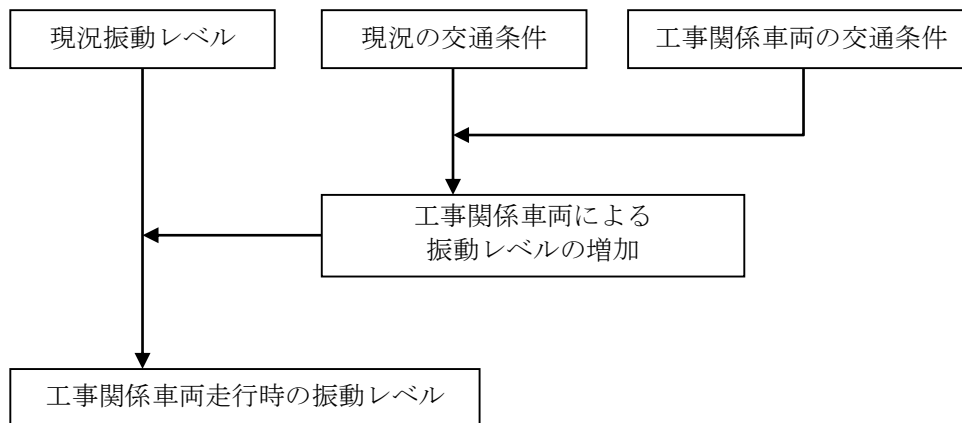 現況振動レベル
現況の交通条件
工事関係車両の交通条件
工事関係車両による
振動レベルの増加
工事関係車両走行時の振動レベル